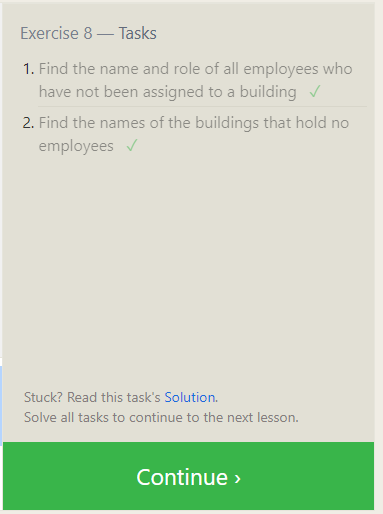 Exercise 8 — Tasks
1. Find the name and role of all employees who
have not been assigned to a building ✓
2. Find the names of the buildings that hold no
employees ✓
Stuck? Read this task's Solution.
Solve all tasks to continue to the next lesson.
Continue ›